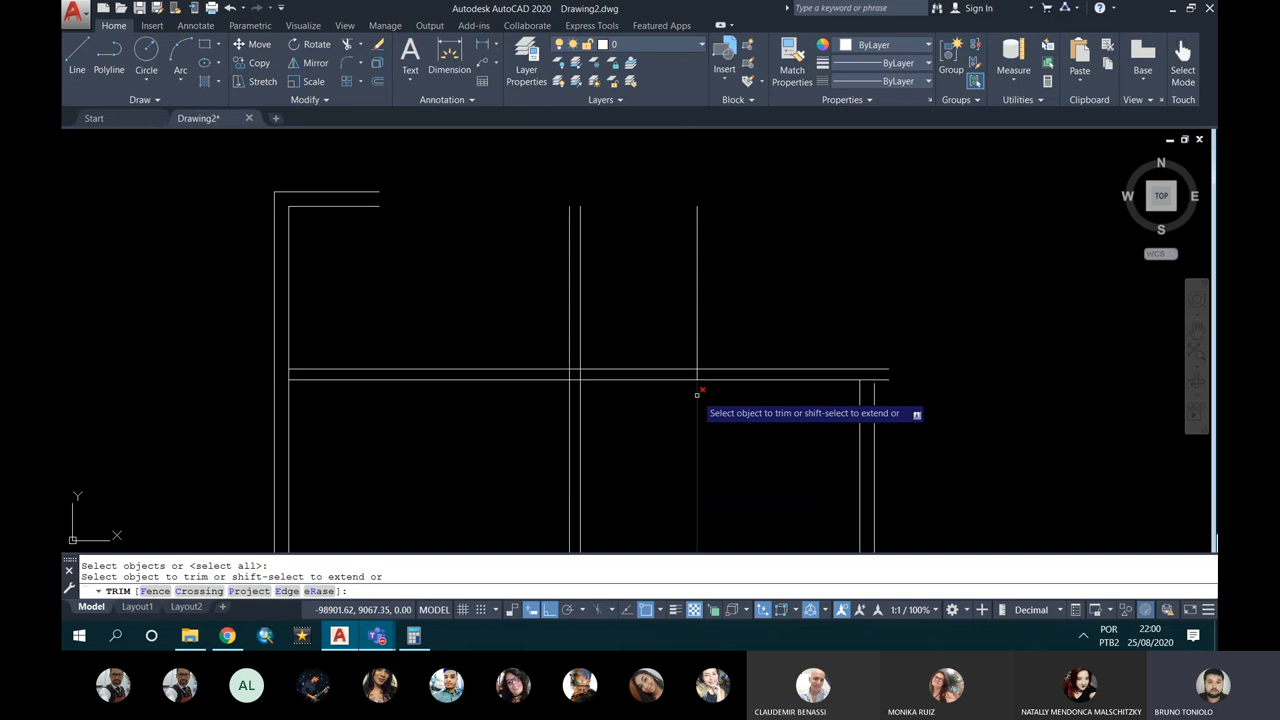 Autodesk AutoCAD 2020 Drawing2.dwg
Type a keyword or phrase
Sign In
Home Insert Annotate Parametric Visualize View Manage Output Add-ins Collaborate Express Tools Featured Apps
Line Polyline Circle Arc
Move Rotate
Copy Mirror
Stretch Scale
Text Dimension
Layer Properties
0
Insert
Match Properties
ByLayer
ByLayer
ByLayer
Group
Measure
Paste
Base
Select Mode
Draw Modify Annotation Layers Block Properties Groups Utilities Clipboard View Touch
Start Drawing2*
N
W TOP E
S
WCS
Select object to trim or shift-select to extend or
Y
X
Select objects or <select all>:
Select object to trim or shift-select to extend or
TRIM [Fence Crossing Project Edge eRase]:
Model Layout1 Layout2
-98901.62, 9067.35, 0.00 MODEL
1:1 / 100%
Decimal
POR
PTB2
22:00
25/08/2020
AL
CLAUDEMIR BENASSI
MONIKA RUIZ
NATALLY MENDONCA MALSCHITZKY
BRUNO TONIOLO